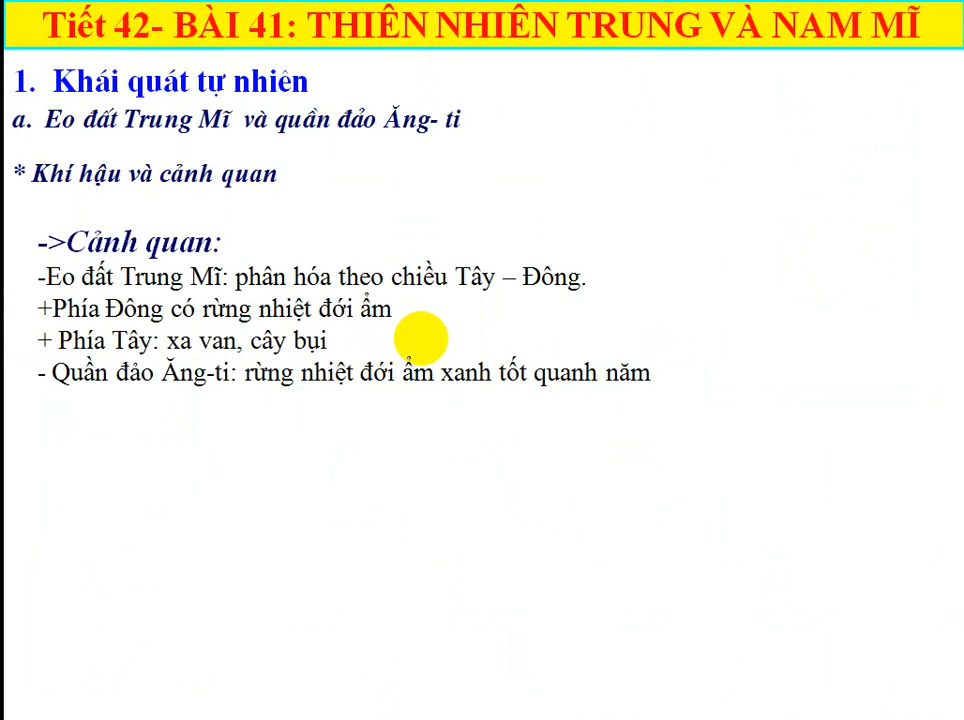 Tiết 42- BÀI 41: THIÊN NHIÊN TRUNG VÀ NAM MĨ
1. Khái quát tự nhiên
a. Eo đất Trung Mĩ và quần đảo Ăng- ti
* Khí hậu và cảnh quan
->Cảnh quan:
-Eo đất Trung Mĩ: phân hóa theo chiều Tây – Đông.
+Phía Đông có rừng nhiệt đới ẩm
+ Phía Tây: xa van, cây bụi
- Quần đảo Ăng-ti: rừng nhiệt đới ẩm xanh tốt quanh năm